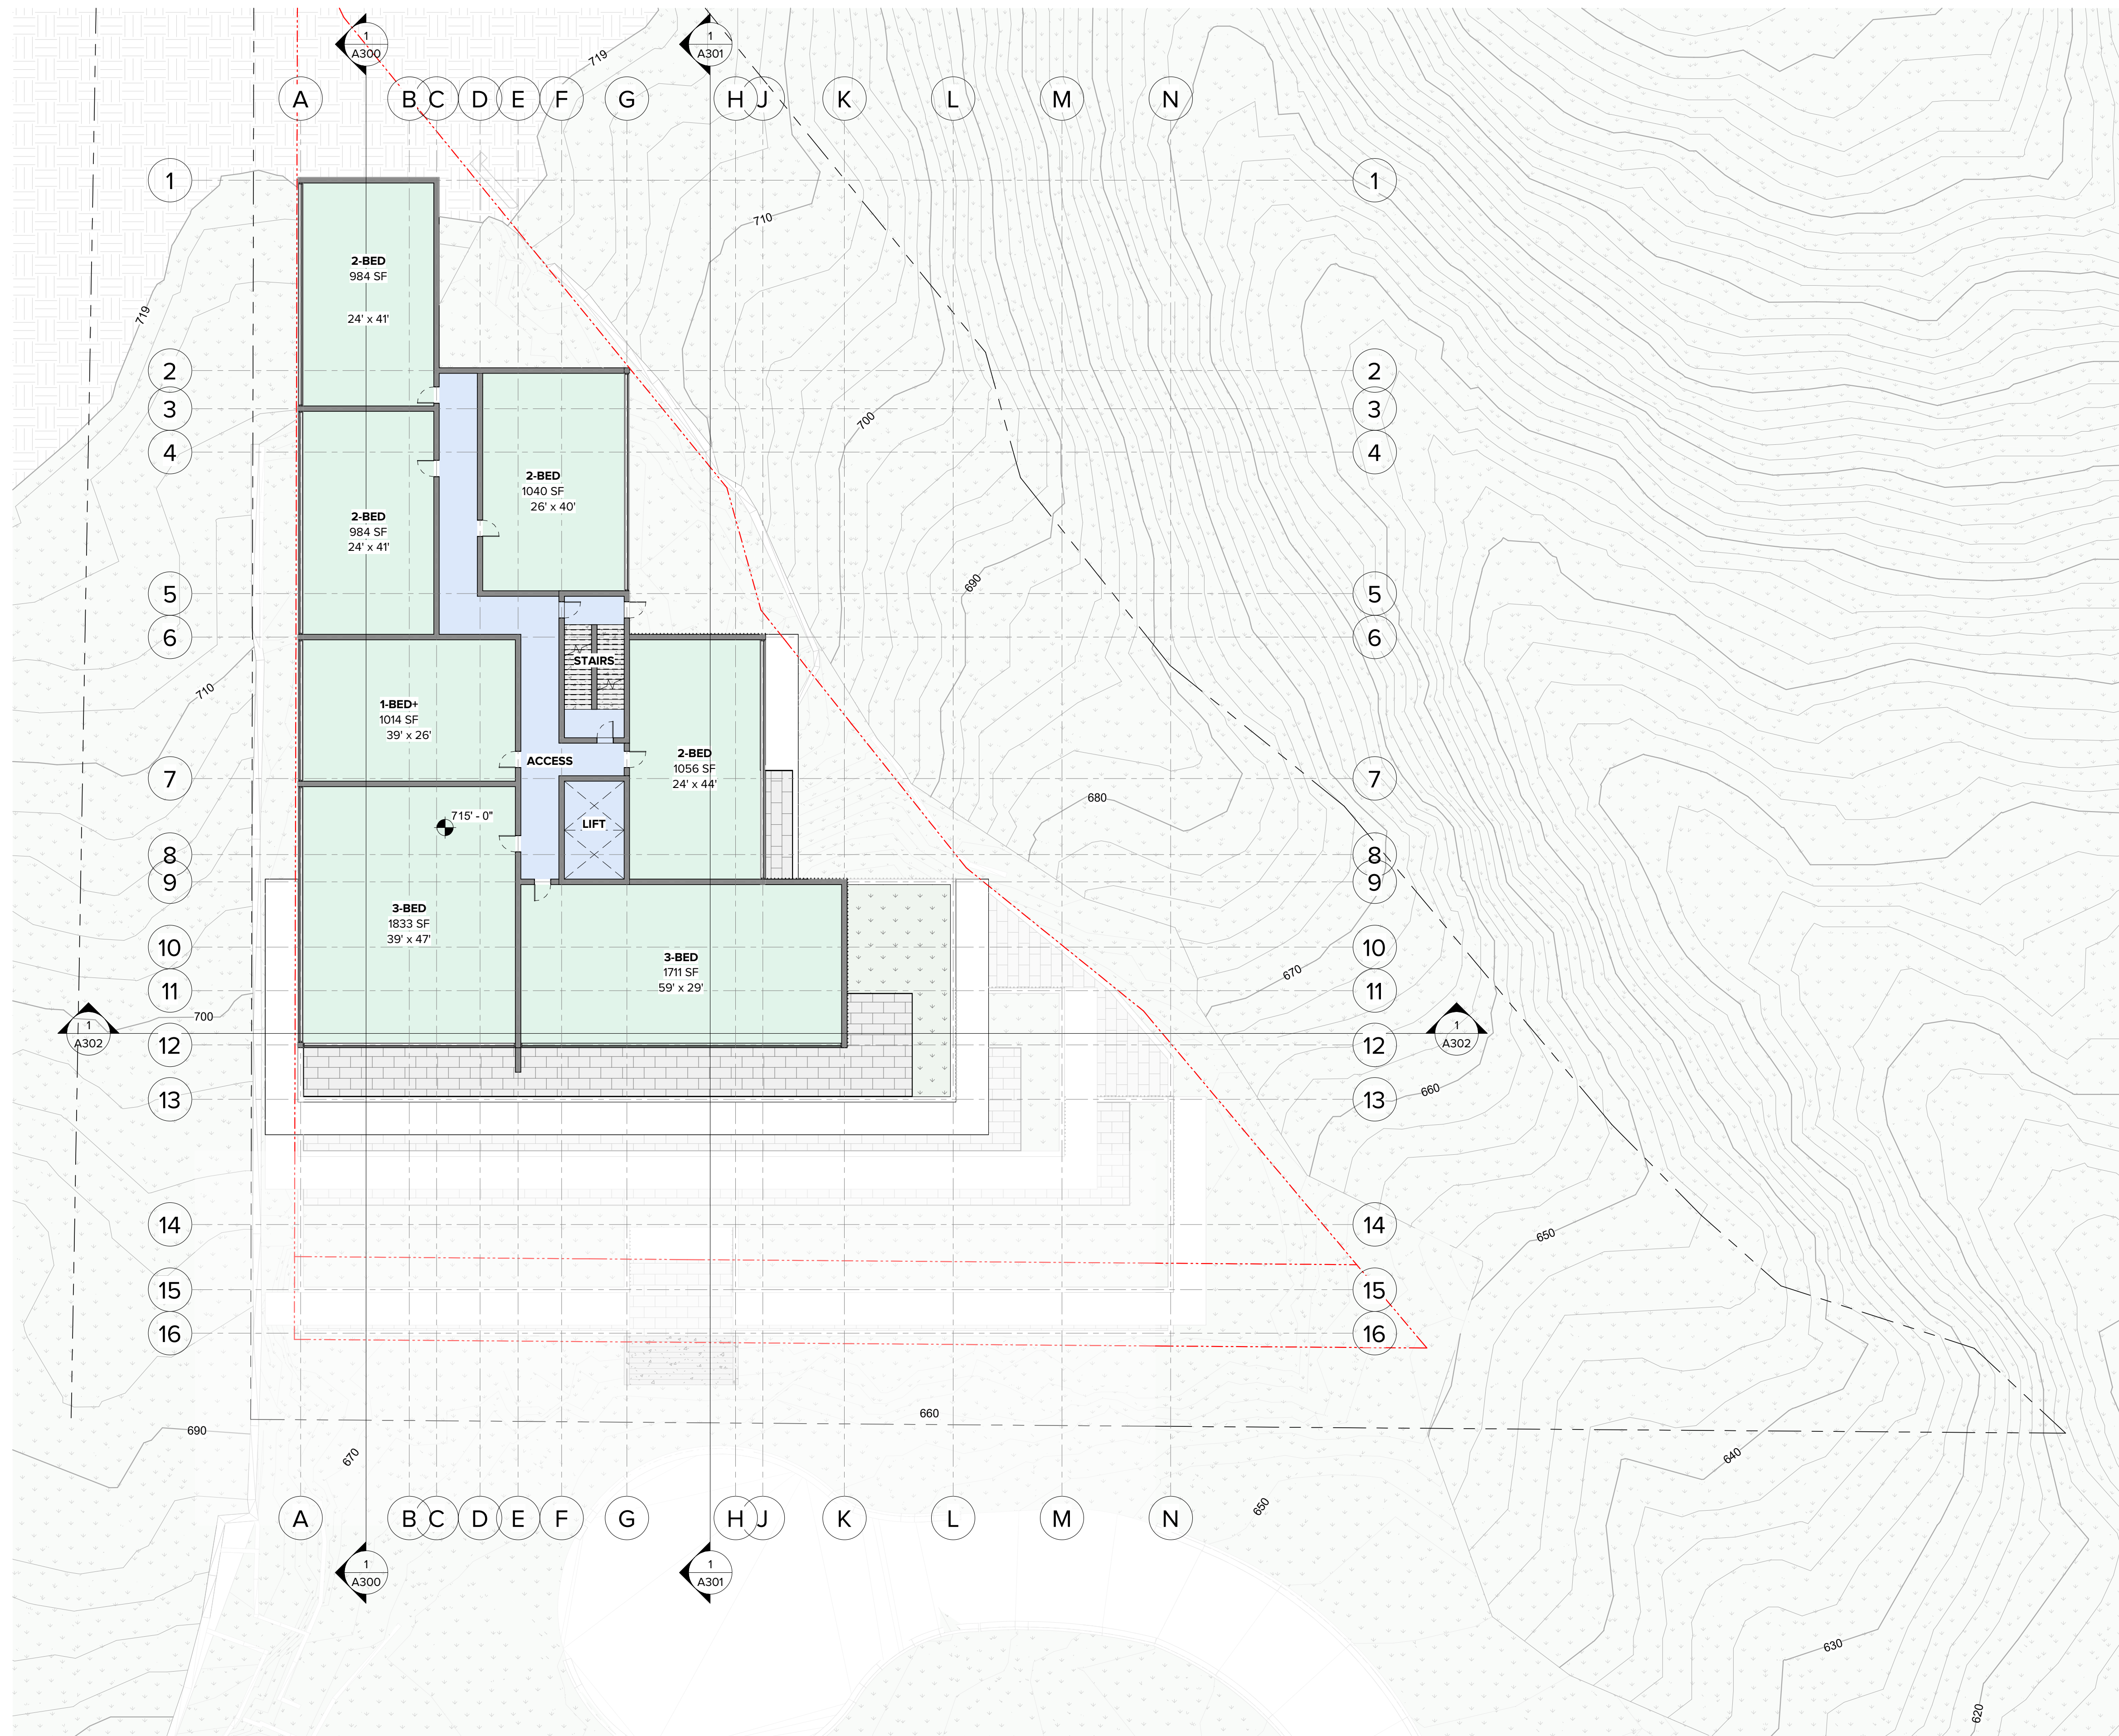 1
A300
1
A301
719
A
B
C
D
E
F
G
H
J
K
L
M
N
1
1
710
2-BED
984 SF
24' x 41'
719
2
2
3
3
700
4
4
2-BED
1040 SF
26' x 40'
2-BED
984 SF
24' x 41'
690
5
5
6
6
STAIRS
710
1-BED+
1014 SF
39' x 26'
2-BED
1056 SF
24' x 44'
ACCESS
7
7
680
715' - 0"
LIFT
8
8
9
9
3-BED
1833 SF
39' x 47'
10
10
3-BED
1711 SF
59' x 29'
670
11
11
700
1
A302
1
A302
12
12
660
13
13
14
14
650
15
15
16
16
660
690
670
640
650
A
B
C
D
E
F
G
H
J
K
L
M
N
1
A300
1
A301
630
620